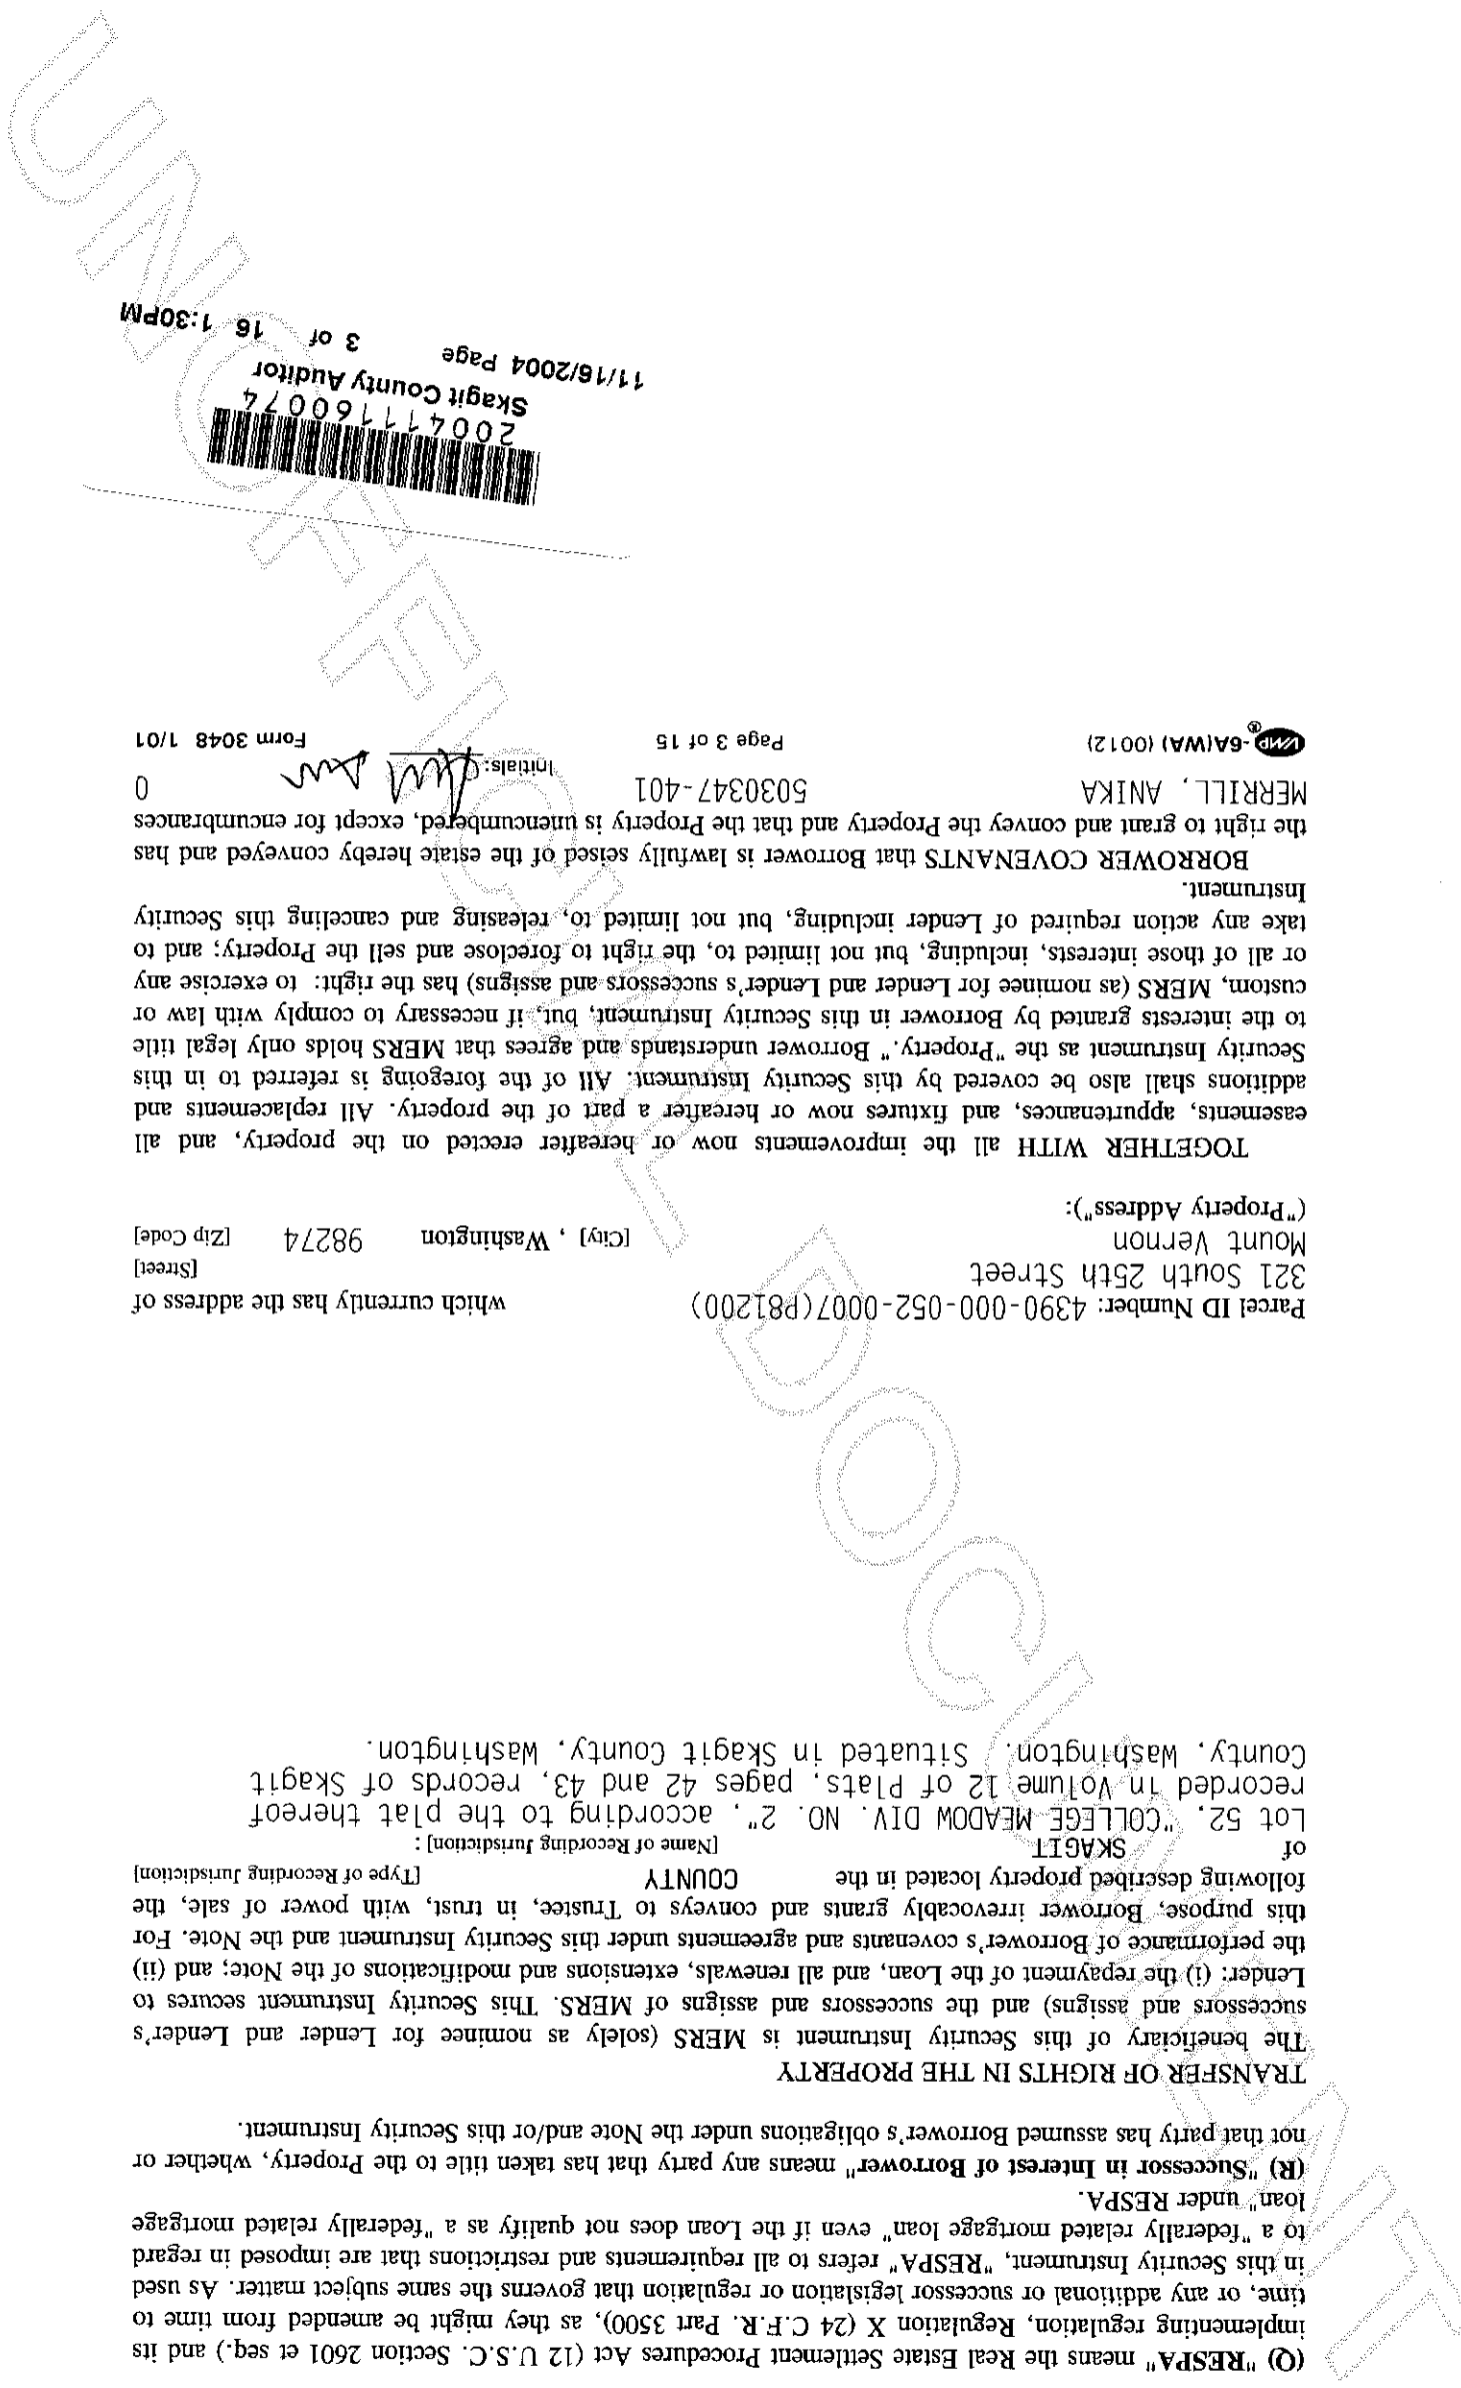 (Q) "RESPA" means the Real Estate Settlement Procedures Act (12 U.S.C. Section 2601 et seq.) and its
implementing regulation, Regulation X (24 C.F.R. Part 3500), as they might be amended from time to
time, or any additional or successor legislation or regulation that governs the same subject matter. As used
in this Security Instrument, "RESPA" refers to all requirements and restrictions that are imposed in regard
to a "federally related mortgage loan" even if the Loan does not qualify as a "federally related mortgage
loan" under RESPA.
(R) "Successor in Interest of Borrower" means any party that has taken title to the Property, whether or
not that party has assumed Borrower's obligations under the Note and/or this Security Instrument.
TRANSFER OF RIGHTS IN THE PROPERTY
The beneficiary of this Security Instrument is MERS (solely as nominee for Lender and Lender's
successors and assigns) and the successors and assigns of MERS. This Security Instrument secures to
Lender: (i) the repayment of the Loan, and all renewals, extensions and modifications of the Note; and (ii)
the performance of Borrower's covenants and agreements under this Security Instrument and the Note. For
this purpose, Borrower irrevocably grants and conveys to Trustee, in trust, with power of sale, the
following described property located in the COUNTY [Type of Recording Jurisdiction]
of SKAGIT [Name of Recording Jurisdiction] :
Lot 52, "COLLEGE MEADOW DIV. NO. 2", according to the plat thereof
recorded in Volume 12 of Plats, pages 42 and 43, records of Skagit
County, Washington. Situated in Skagit County, Washington.
Parcel ID Number: 4390-000-052-0007(P81200) which currently has the address of
321 South 25th Street [Street]
Mount Vernon [City] , Washington 98274 [Zip Code]
("Property Address"):
TOGETHER WITH all the improvements now or hereafter erected on the property, and all
easements, appurtenances, and fixtures now or hereafter a part of the property. All replacements and
additions shall also be covered by this Security Instrument. All of the foregoing is referred to in this
Security Instrument as the "Property." Borrower understands and agrees that MERS holds only legal title
to the interests granted by Borrower in this Security Instrument, but, if necessary to comply with law or
custom, MERS (as nominee for Lender and Lender's successors and assigns) has the right: to exercise any
or all of those interests, including, but not limited to, the right to foreclose and sell the Property; and to
take any action required of Lender including, but not limited to, releasing and canceling this Security
Instrument.
BORROWER COVENANTS that Borrower is lawfully seised of the estate hereby conveyed and has
the right to grant and convey the Property and that the Property is unencumbered, except for encumbrances
MERRILL, ANIKA 5030347-401 0
Initials:
VMP®-6A(WA) (0012) Page 3 of 15 Form 3048 1/01
200411160074
Skagit County Auditor
11/16/2004 Page 3 of 16 1:30PM
UNOFFICIAL DOCUMENT